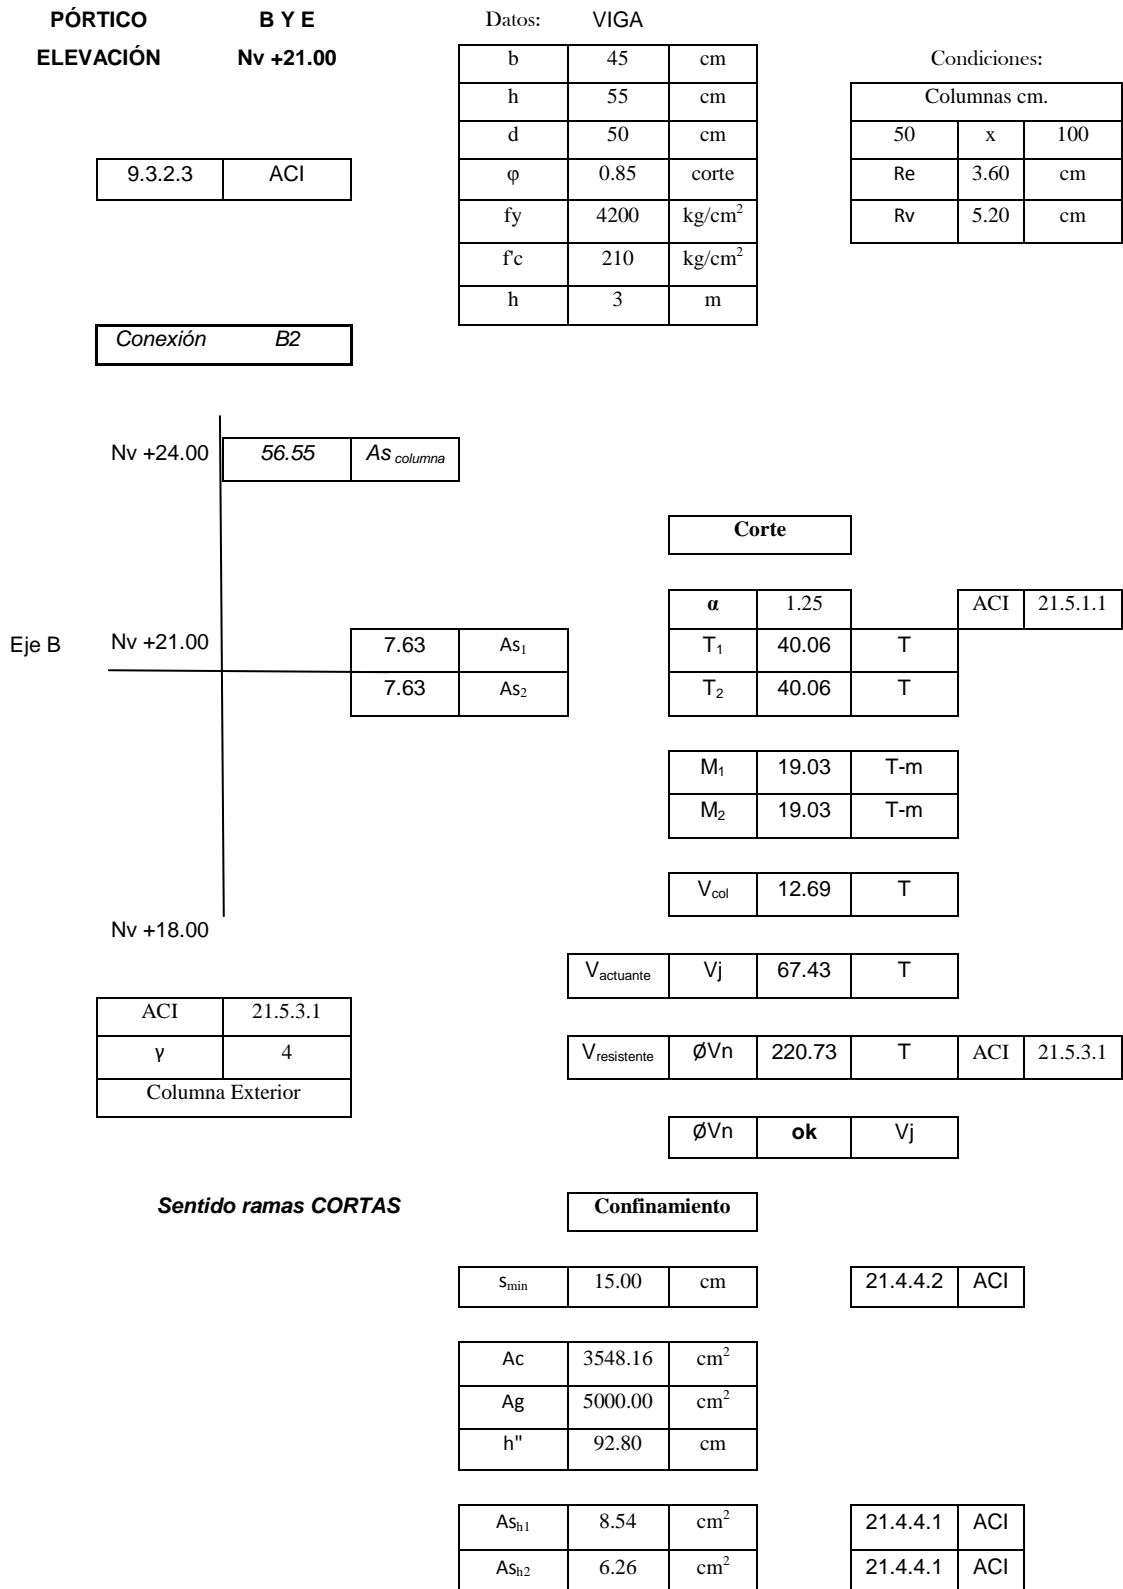 PÓRTICO B Y E Datos: VIGA
ELEVACIÓN Nv +21.00 b 45 cm Condiciones:
h 55 cm Columnas cm.
d 50 cm 50 x 100
9.3.2.3 ACI φ 0.85 corte Re 3.60 cm
fy 4200 kg/cm² Rv 5.20 cm
f'c 210 kg/cm²
h 3 m
Conexión B2
Nv +24.00 56.55 As columna
Corte
α 1.25 ACI 21.5.1.1
Eje B Nv +21.00 7.63 As₁ T₁ 40.06 T
7.63 As₂ T₂ 40.06 T
M₁ 19.03 T-m
M₂ 19.03 T-m
Vcol 12.69 T
Nv +18.00
Vactuante Vj 67.43 T
ACI 21.5.3.1
γ 4 Vresistente ØVn 220.73 T ACI 21.5.3.1
Columna Exterior
ØVn ok Vj
Sentido ramas CORTAS Confinamiento
smin 15.00 cm 21.4.4.2 ACI
Ac 3548.16 cm²
Ag 5000.00 cm²
h" 92.80 cm
Ash1 8.54 cm² 21.4.4.1 ACI
Ash2 6.26 cm² 21.4.4.1 ACI